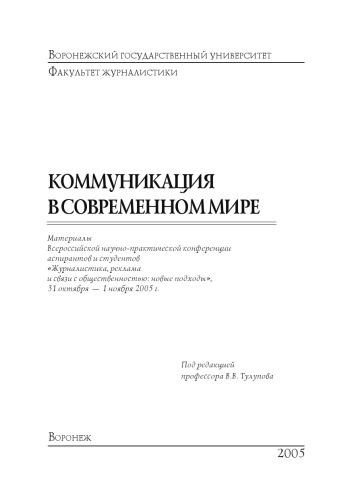 Воронежский государственный университет
Факультет журналистики
КОММУНИКАЦИЯ
В СОВРЕМЕННОМ МИРЕ
Материалы
Всероссийской научно-практической конференции
аспирантов и студентов
«Журналистика, реклама
и связи с общественностью: новые подходы»,
31 октября — 1 ноября 2005 г.
Под редакцией
профессора В.В. Тулупова
Воронеж
2005